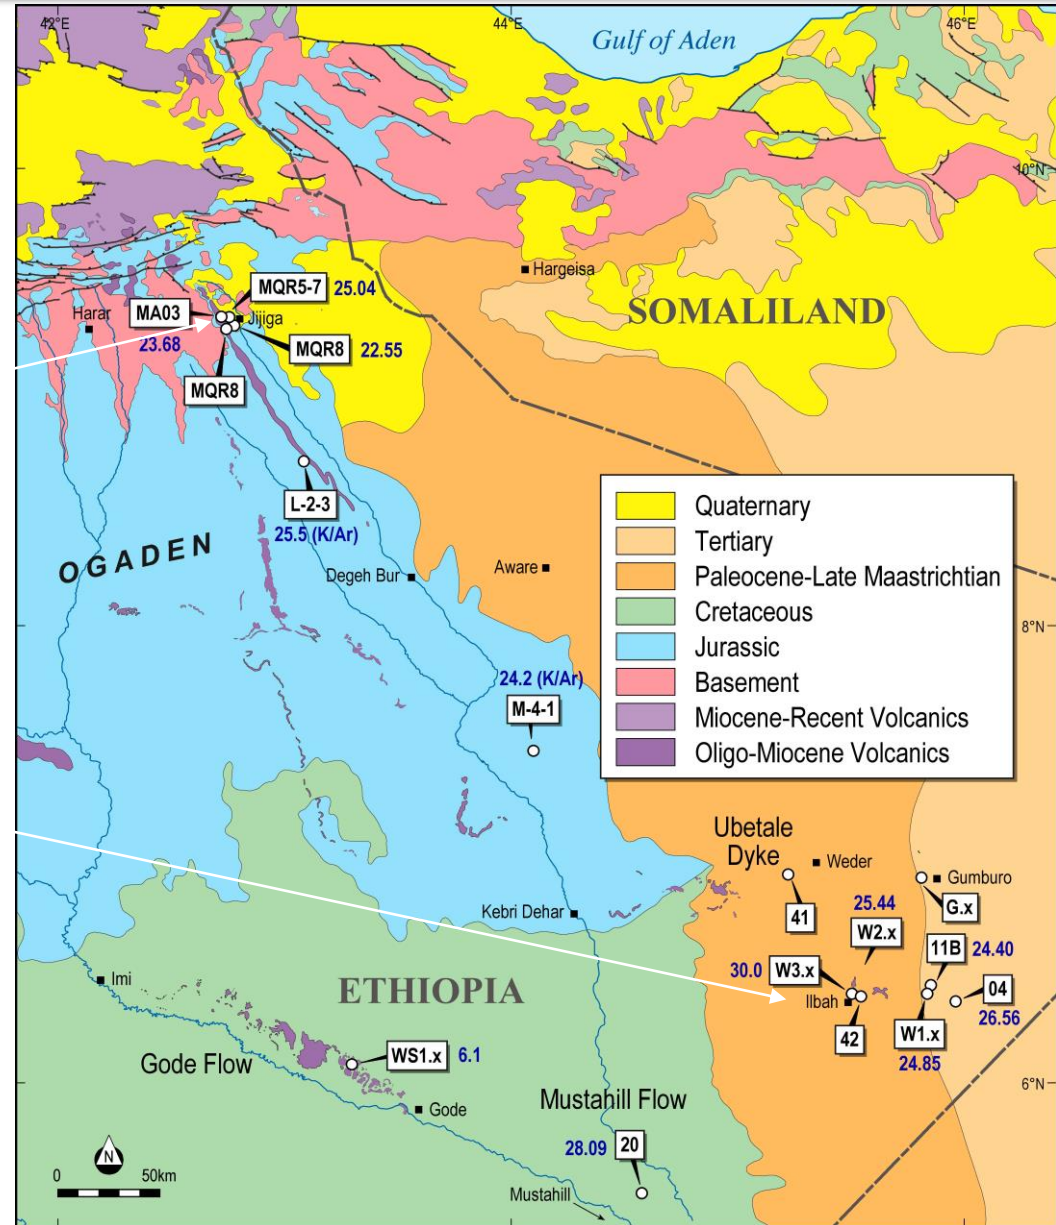 42°E
44°E
46°E
Gulf of Aden
10°N
Hargeisa
SOMALILAND
MQR5-7 25.04
MA03
Harar
Jijiga
23.68
MQR8 22.55
MQR8
L-2-3
25.5 (K/Ar)
OGADEN
Degeh Bur
Aware
8°N
Quaternary
Tertiary
Paleocene-Late Maastrichtian
Cretaceous
Jurassic
Basement
Miocene-Recent Volcanics
Oligo-Miocene Volcanics
24.2 (K/Ar)
M-4-1
Ubetale
Dyke
Weder
Gumburo
41
G.x
25.44
W2.x
Kebri Dehar
11B 24.40
30.0 W3.x
04
Ilbah
26.56
42
W1.x
24.85
Imi
ETHIOPIA
Gode Flow
WS1.x 6.1
Gode
6°N
Mustahill Flow
28.09 20
Mustahill
N
0 50km